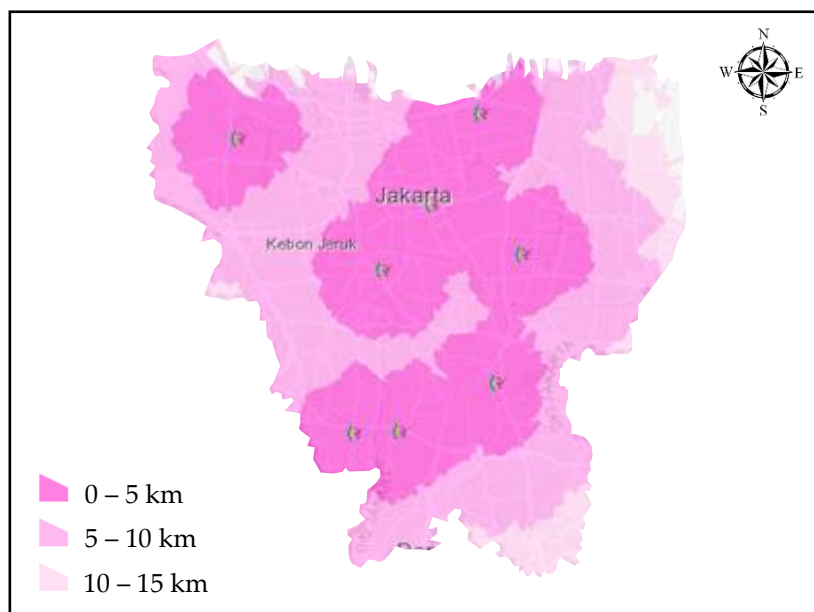 N
W E
S
Jakarta
Kebon Jeruk
0 – 5 km
5 – 10 km
10 – 15 km